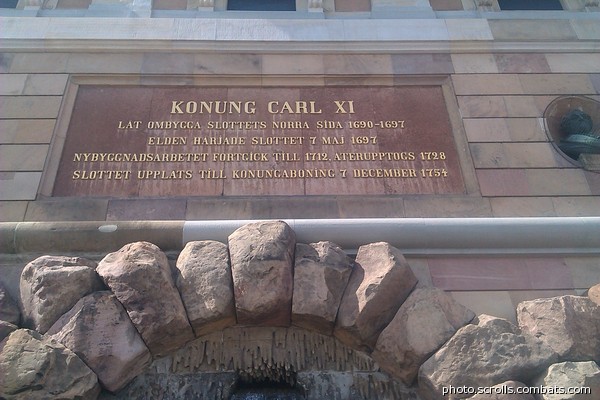 KONUNG CARL XI
LAT OMBYGGA SLOTTETS NORRA SIDA 1690-1697
ELDEN HÄRJADE SLOTTET 7 MAJ 1697
NYBYGGNADSARBETET FORTGICK TILL 1712, ÅTERUPPTOGS 1728
SLOTTET UPPLÄTS TILL KONUNGABONING 7 DECEMBER 1754
photo.scrolls.combats.com